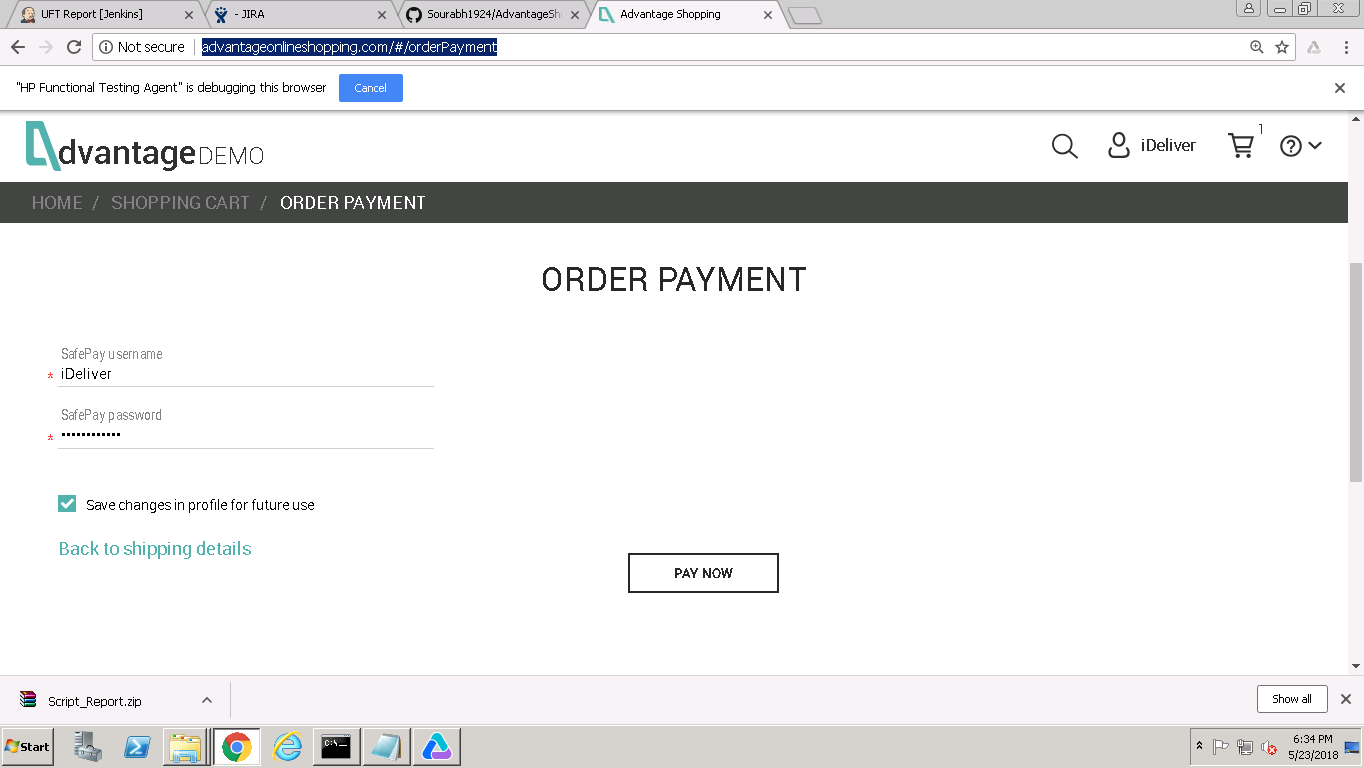 UFT Report [Jenkins]
- JIRA
Sourabh1924/AdvantageSh
Advantage Shopping
Not secure
advantageonlineshopping.com/#/orderPayment
"HP Functional Testing Agent" is debugging this browser
Cancel
dvantage DEMO
iDeliver
1
HOME / SHOPPING CART / ORDER PAYMENT
ORDER PAYMENT
SafePay username
* iDeliver
SafePay password
* ••••••••••••
Save changes in profile for future use
Back to shipping details
PAY NOW
Script_Report.zip
Show all
Start
C:\_
6:34 PM
5/23/2018